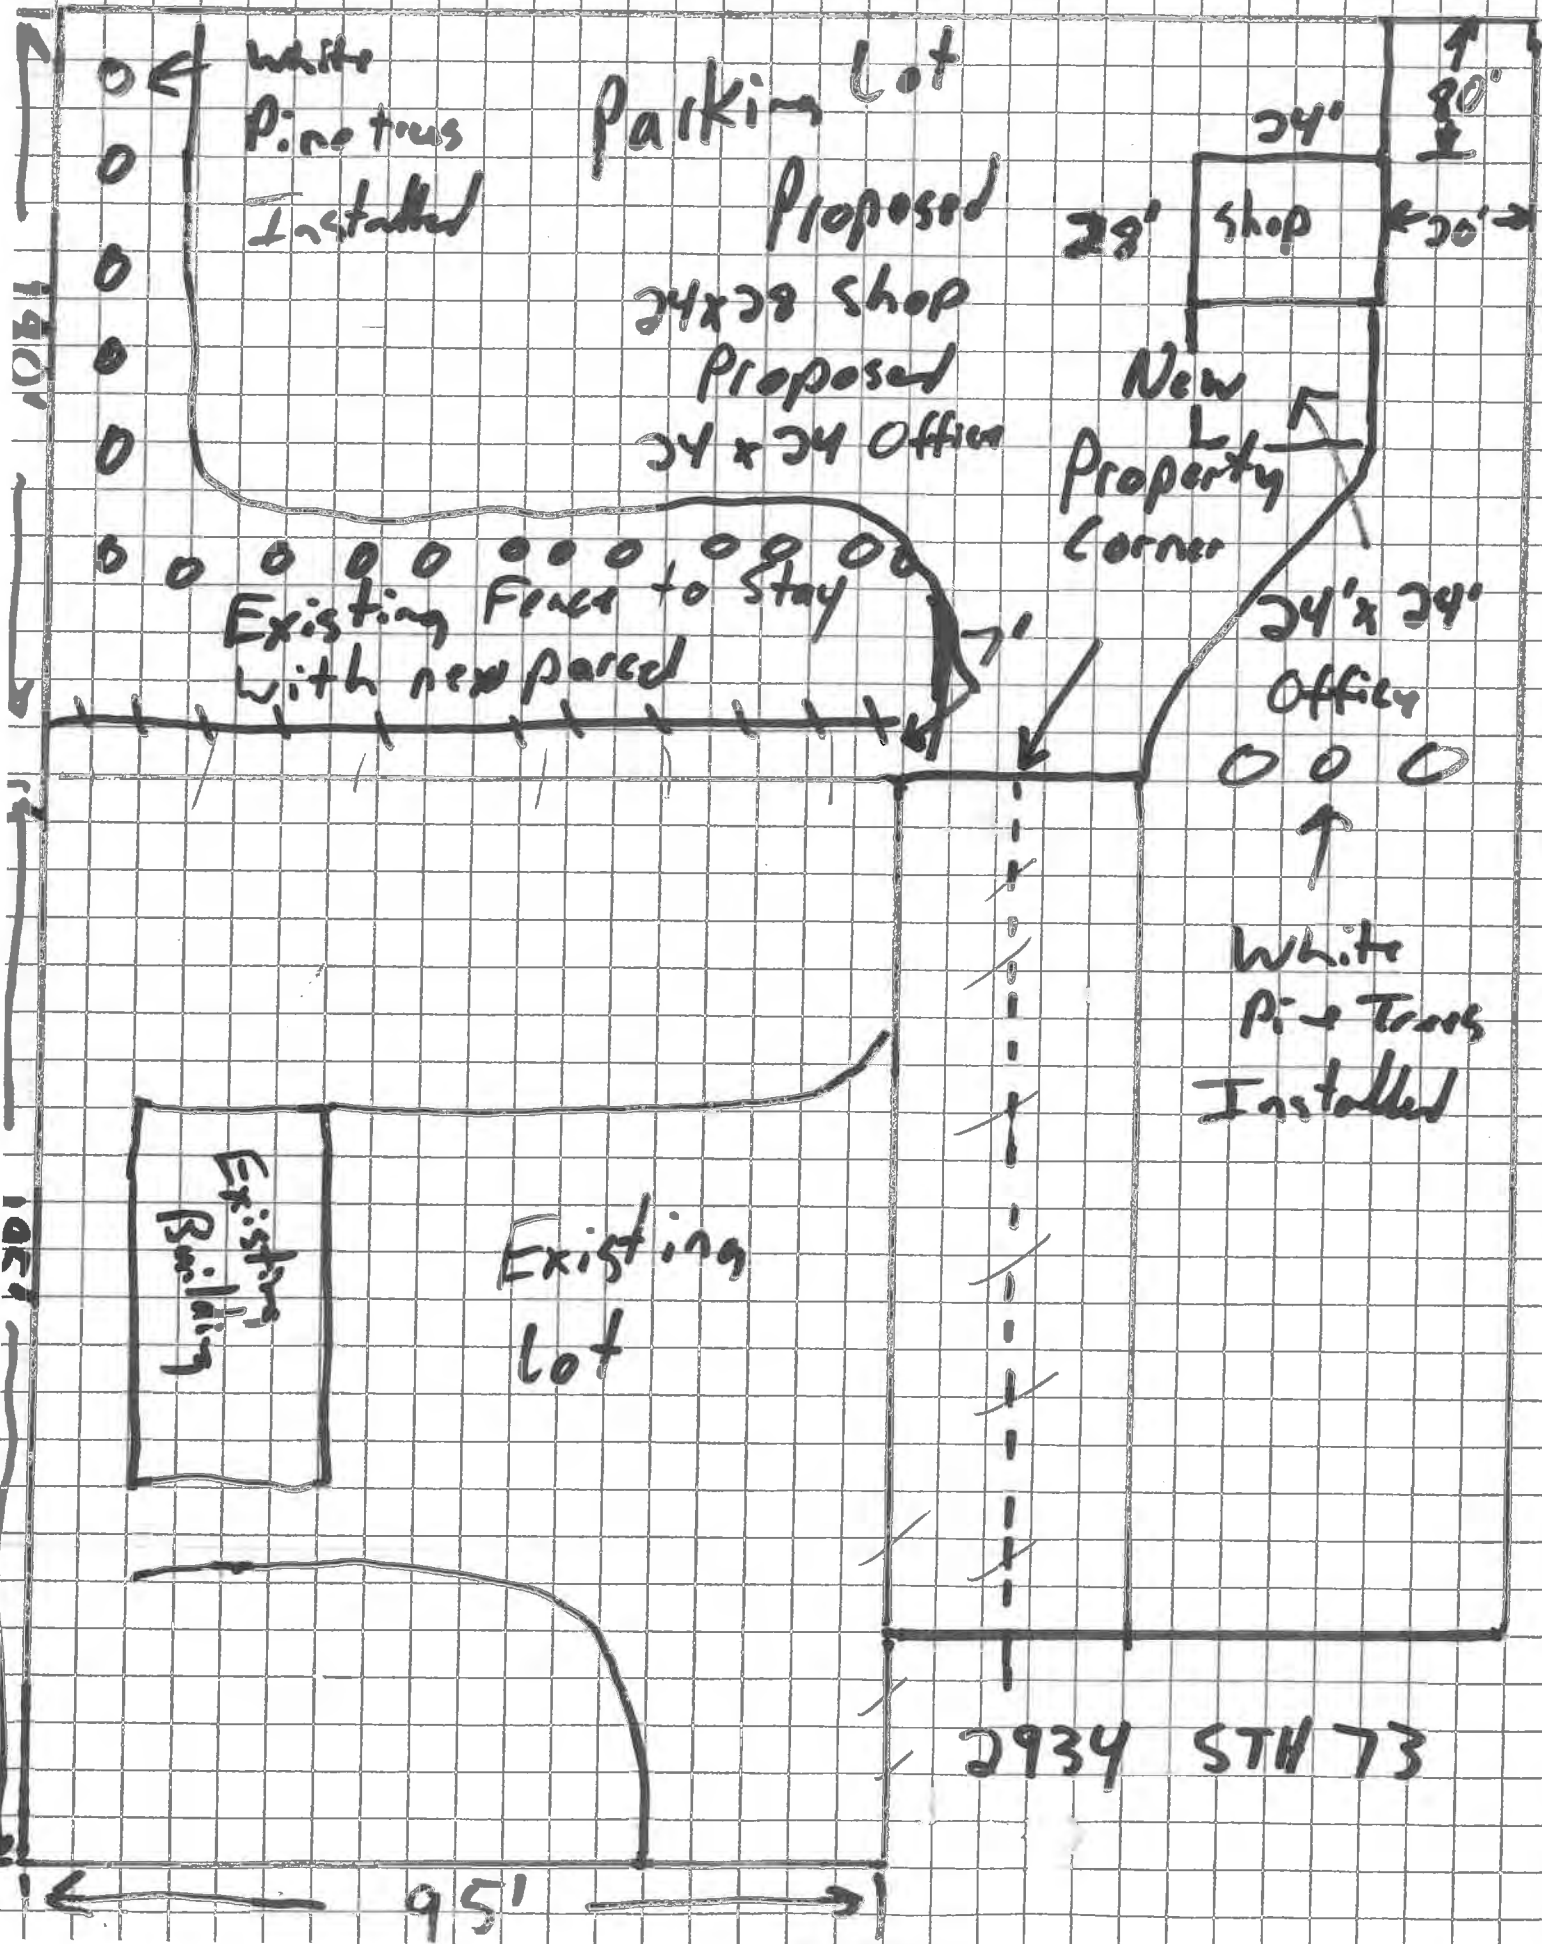 White
Pine trees
Installed
Parking Lot
Proposed
24x28 Shop
Proposed
24 x 24 Office
24'
28'
Shop
80'
20'
New
Property
Corner
24' x 24'
Office
Existing Fence to Stay
with new parcel
7'
190'
White
Pine Trees
Installed
Existing
Building
Existing
Lot
2934 STH 73
95'